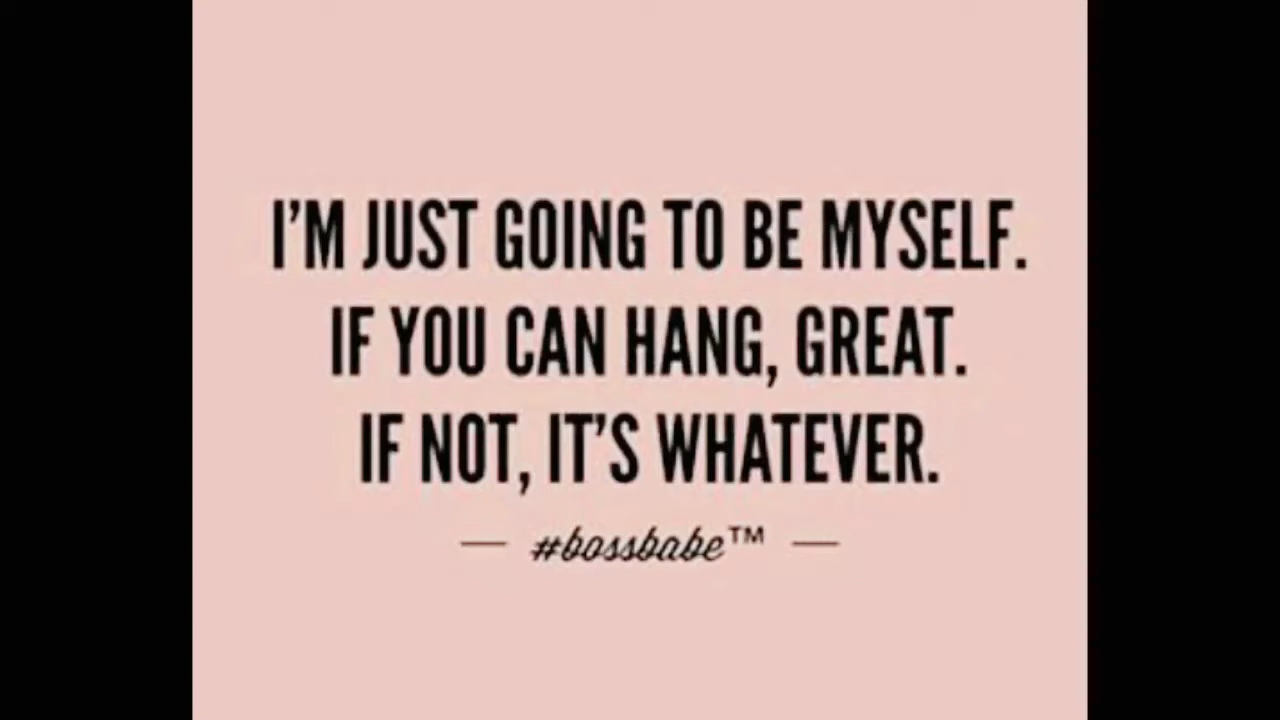 I’M JUST GOING TO BE MYSELF.
IF YOU CAN HANG, GREAT.
IF NOT, IT’S WHATEVER.
— #bossbabe™ —